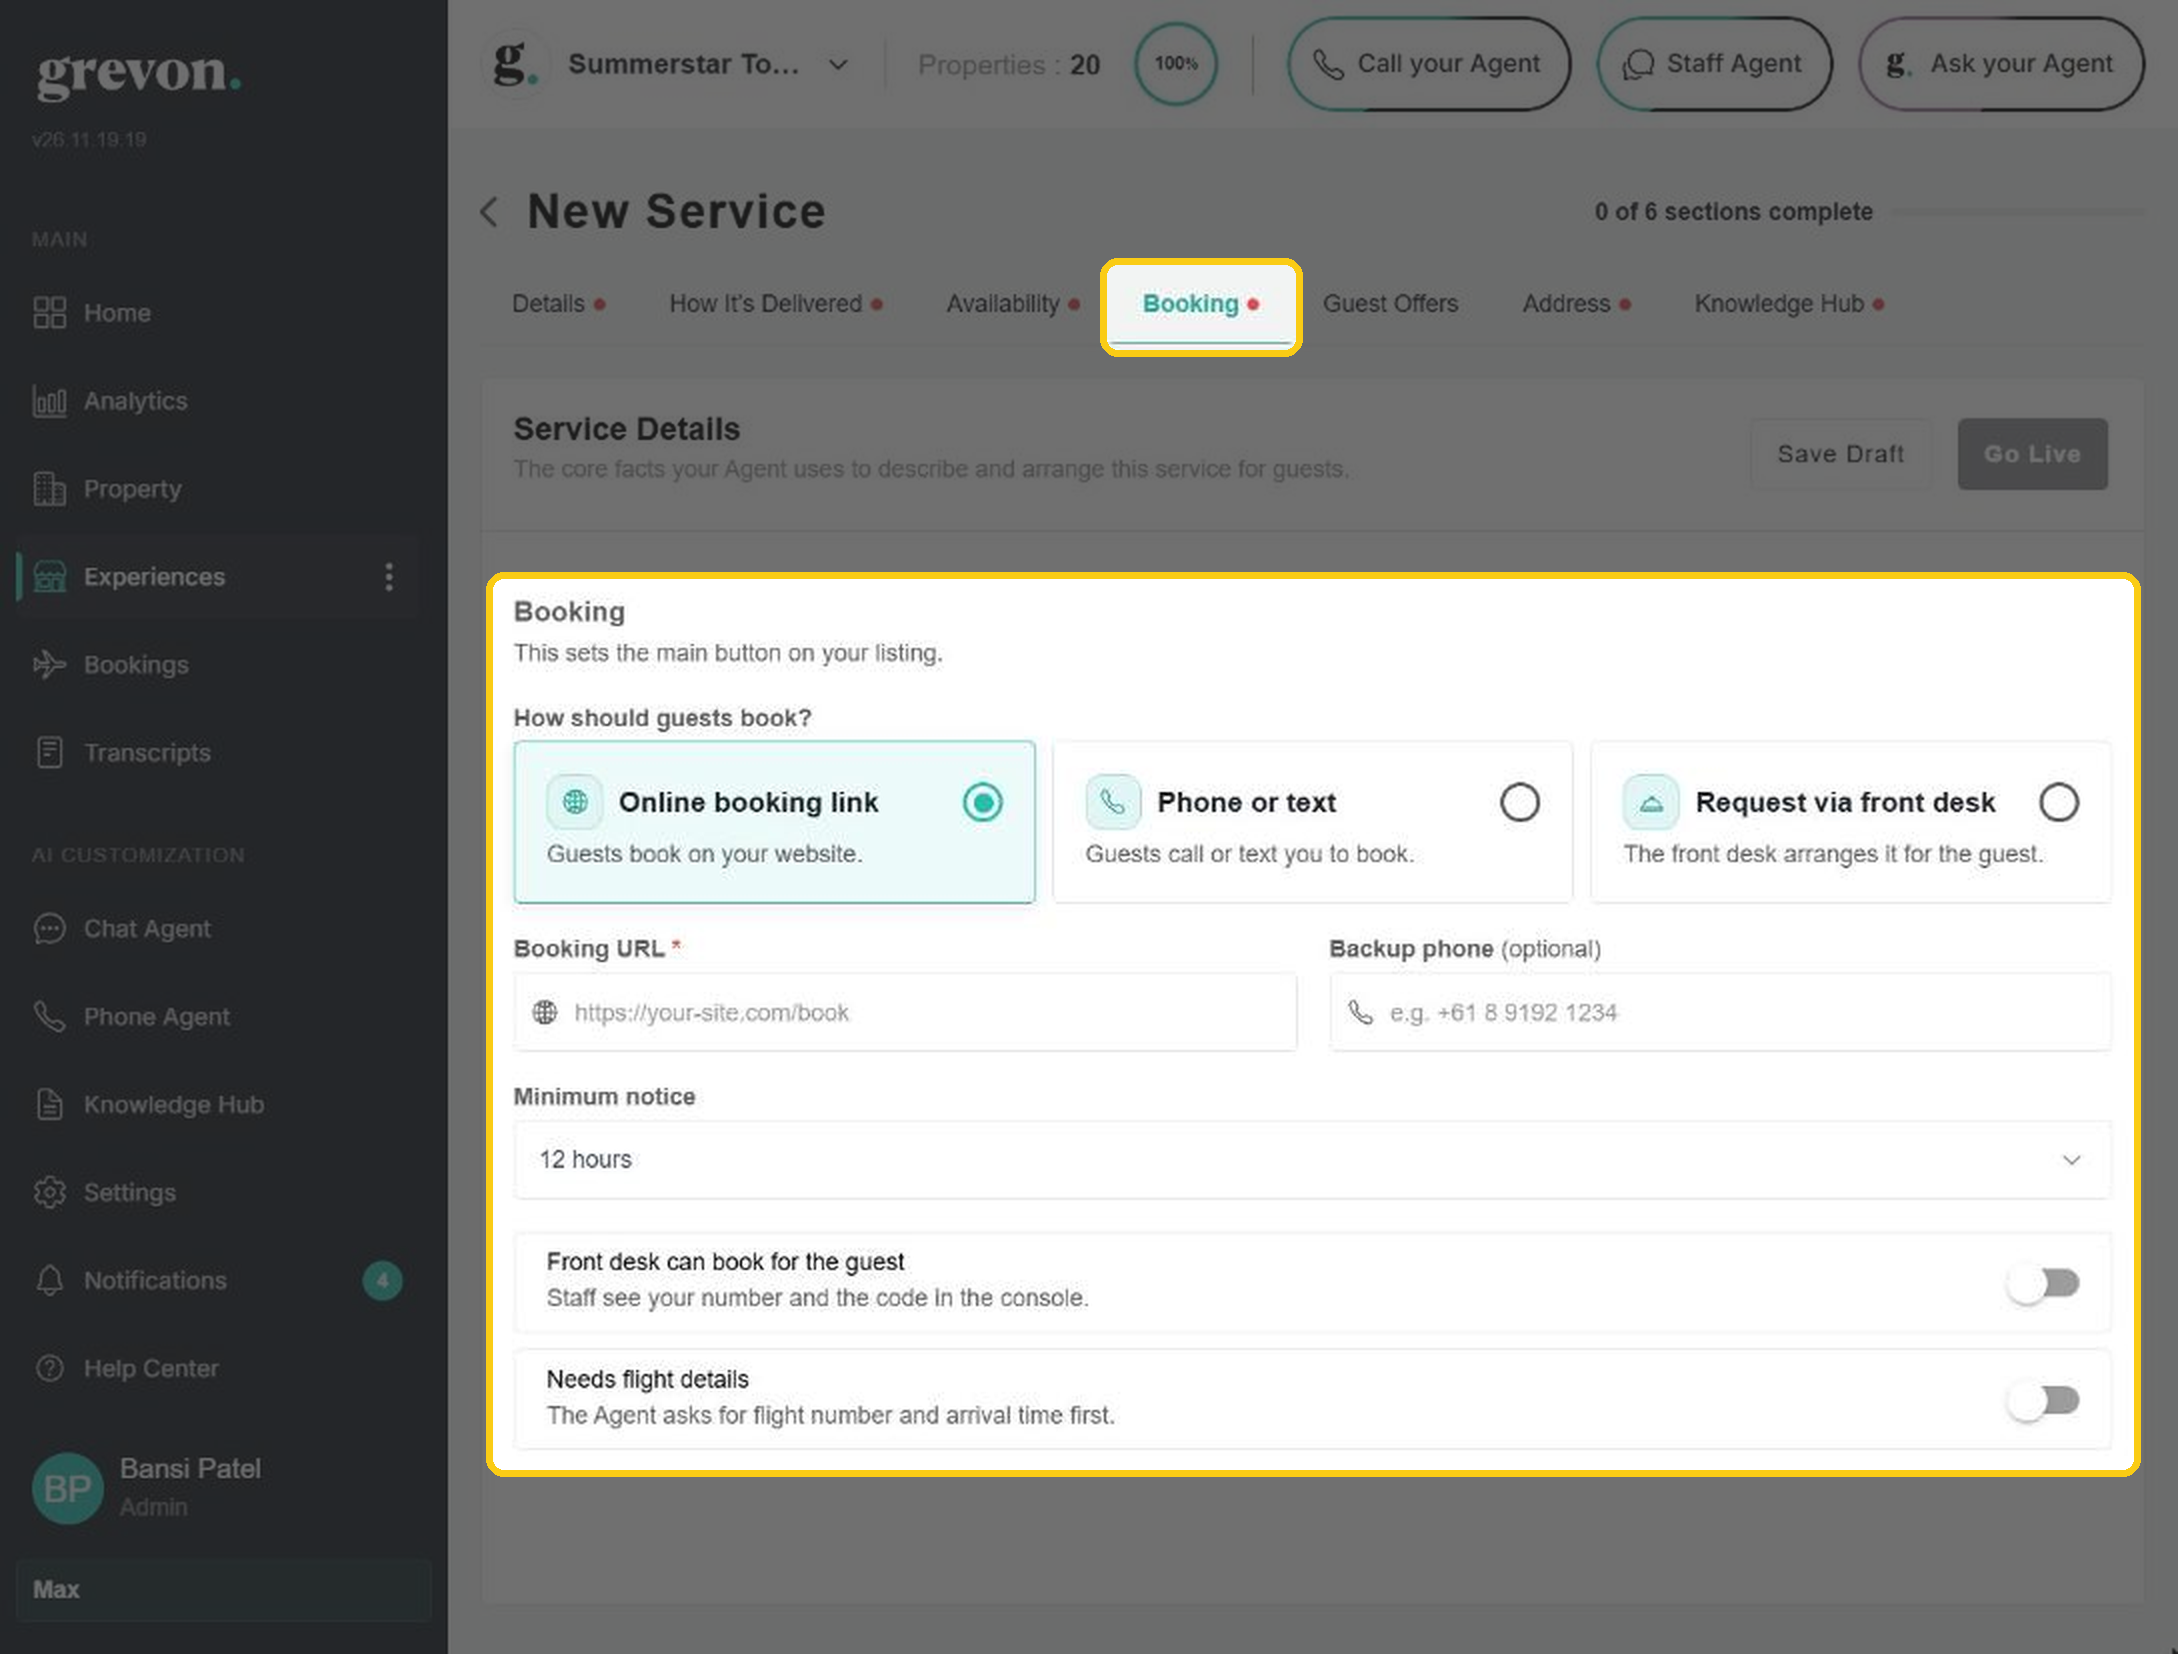 grevon.
v26.11.19.19
MAIN
Home
Analytics
Property
Experiences
Bookings
Transcripts
AI CUSTOMIZATION
Chat Agent
Phone Agent
Knowledge Hub
Settings
Notifications
4
Help Center
BP
Bansi Patel
Admin
Max
g. Summerstar To...
Properties : 20
100%
Call your Agent
Staff Agent
g. Ask your Agent
New Service
0 of 6 sections complete
Details
How It's Delivered
Availability
Booking
Guest Offers
Address
Knowledge Hub
Service Details
The core facts your Agent uses to describe and arrange this service for guests.
Save Draft
Go Live
Booking
This sets the main button on your listing.
How should guests book?
Online booking link
Guests book on your website.
Phone or text
Guests call or text you to book.
Request via front desk
The front desk arranges it for the guest.
Booking URL *
https://your-site.com/book
Backup phone (optional)
e.g. +61 8 9192 1234
Minimum notice
12 hours
Front desk can book for the guest
Staff see your number and the code in the console.
Needs flight details
The Agent asks for flight number and arrival time first.